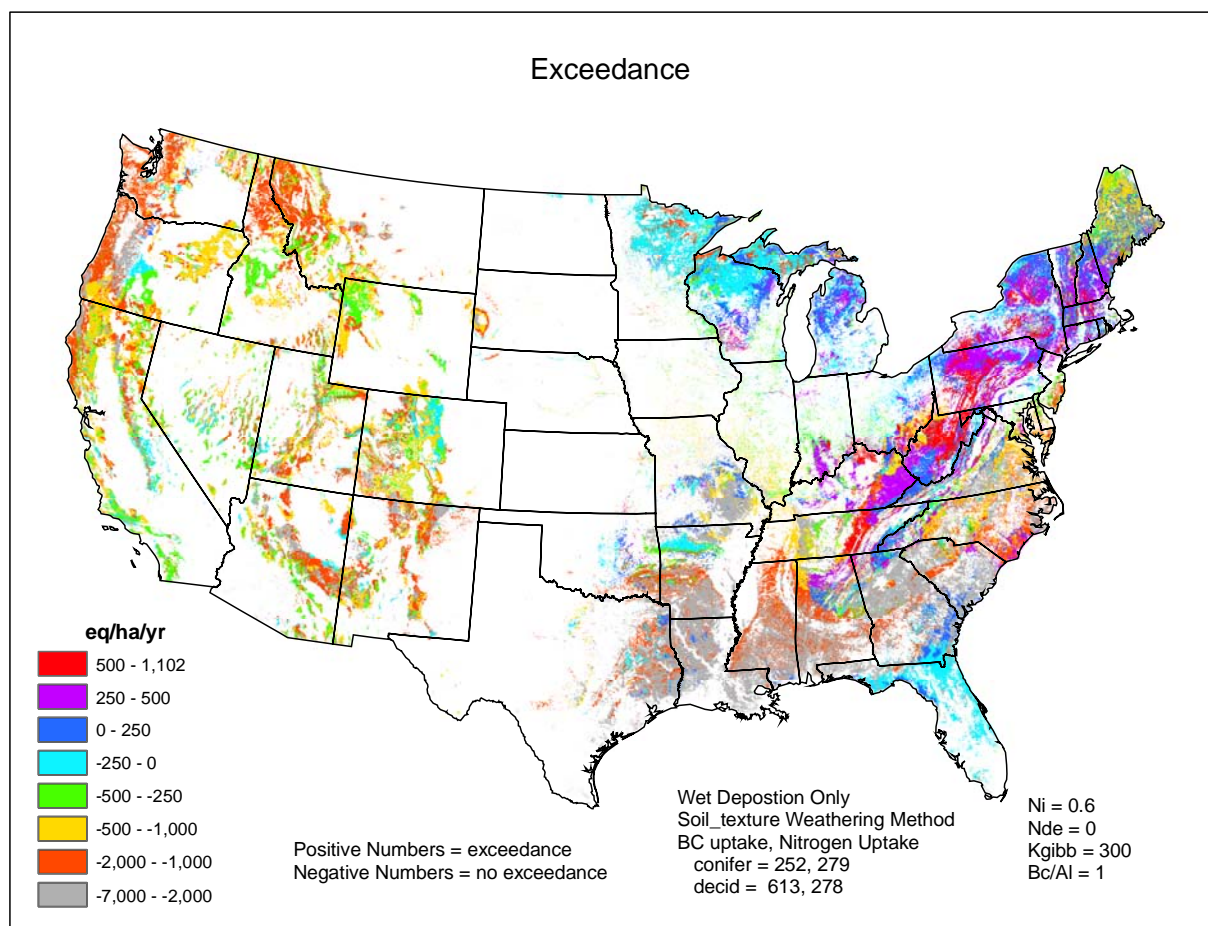 Exceedance
eq/ha/yr
500 - 1,102
250 - 500
0 - 250
-250 - 0
-500 - -250
-500 - -1,000
-2,000 - -1,000
-7,000 - -2,000
Positive Numbers = exceedance
Negative Numbers = no exceedance
Wet Depostion Only
Soil_texture Weathering Method
BC uptake, Nitrogen Uptake
conifer = 252, 279
decid = 613, 278
Ni = 0.6
Nde = 0
Kgibb = 300
Bc/Al = 1